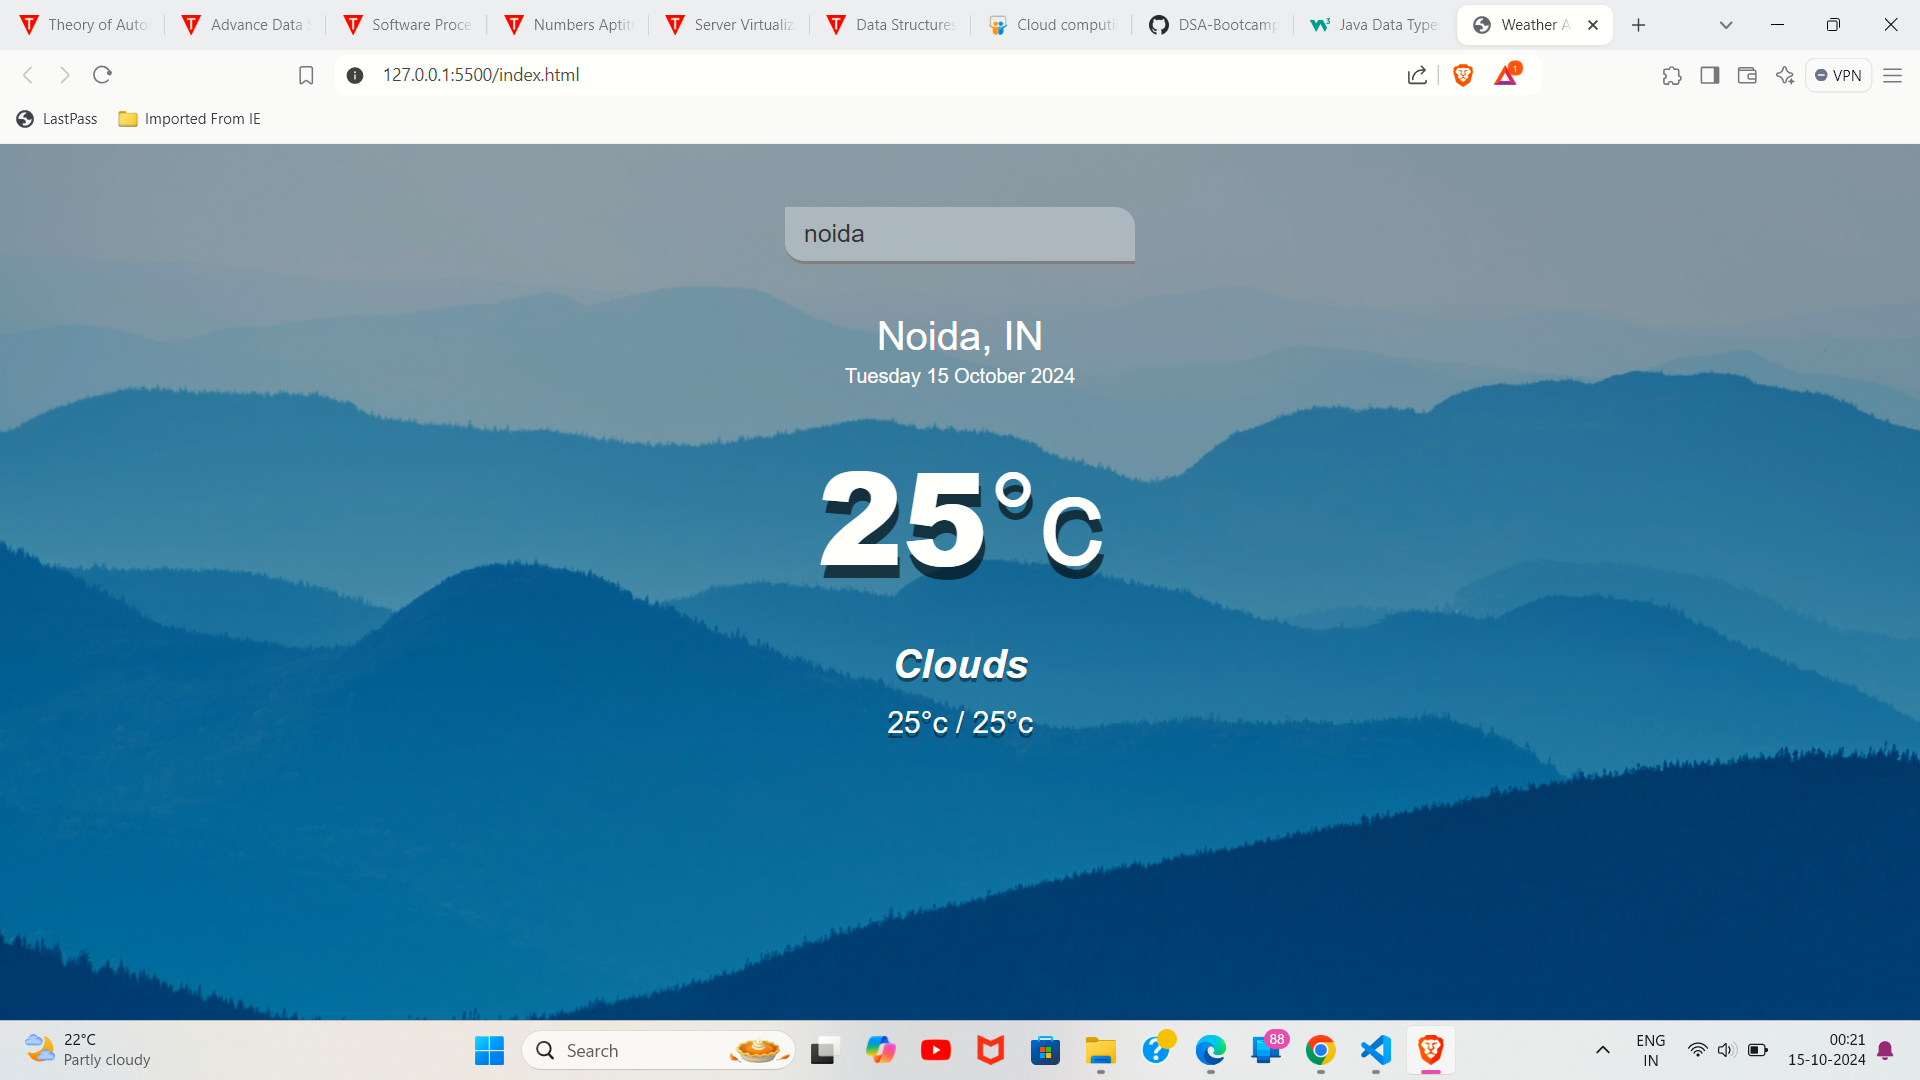 Theory of Auto
Advance Data S
Software Proce
Numbers Aptit
Server Virtualiz
Data Structures
Cloud computi
DSA-Bootcamp
Java Data Type
Weather A
127.0.0.1:5500/index.html
1
VPN
LastPass
Imported From IE
noida
Noida, IN
Tuesday 15 October 2024
25°c
Clouds
25°c / 25°c
22°C
Partly cloudy
Search
88
ENG
IN
00:21
15-10-2024